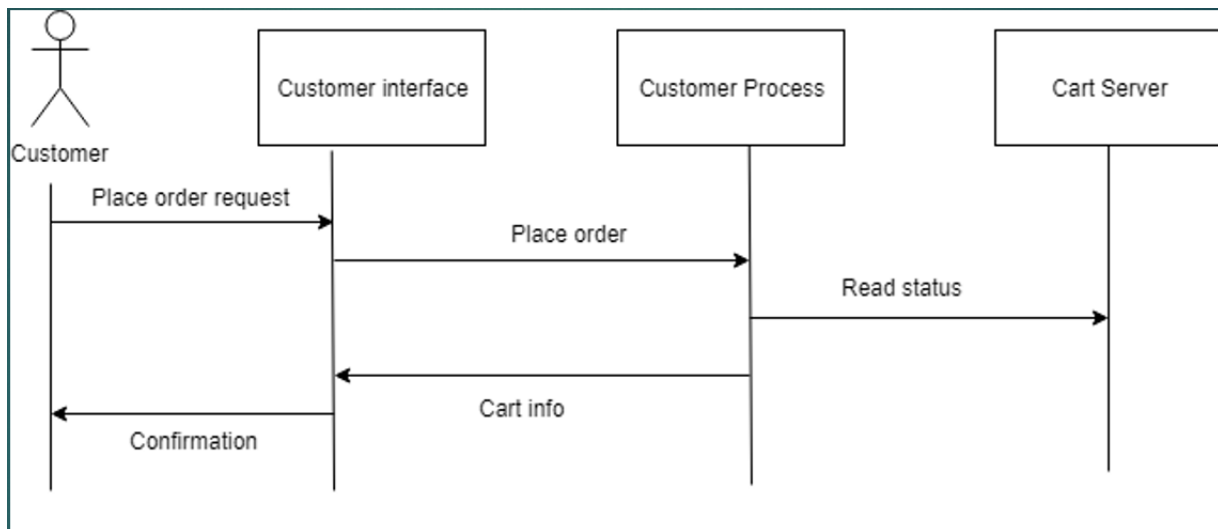 Customer interface
Customer Process
Cart Server
Customer
Place order request
Place order
Read status
Cart info
Confirmation